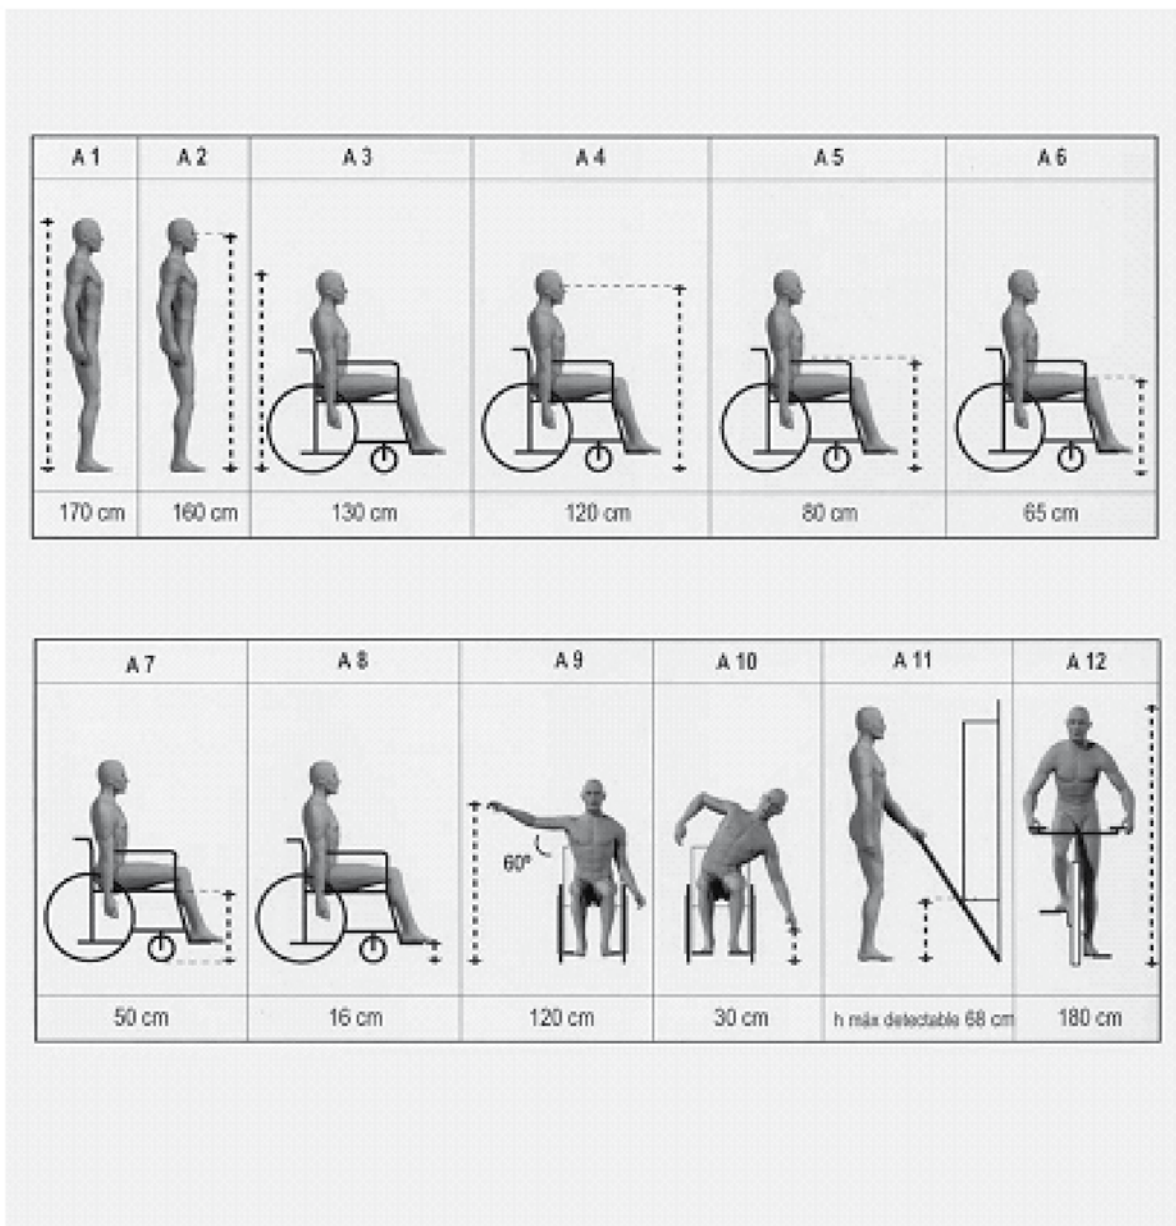 A 1 A 2 A 3 A 4 A 5 A 6
170 cm 160 cm 130 cm 120 cm 80 cm 65 cm
A 7 A 8 A 9 A 10 A 11 A 12
60º
50 cm 16 cm 120 cm 30 cm h máx detectable 68 cm 180 cm